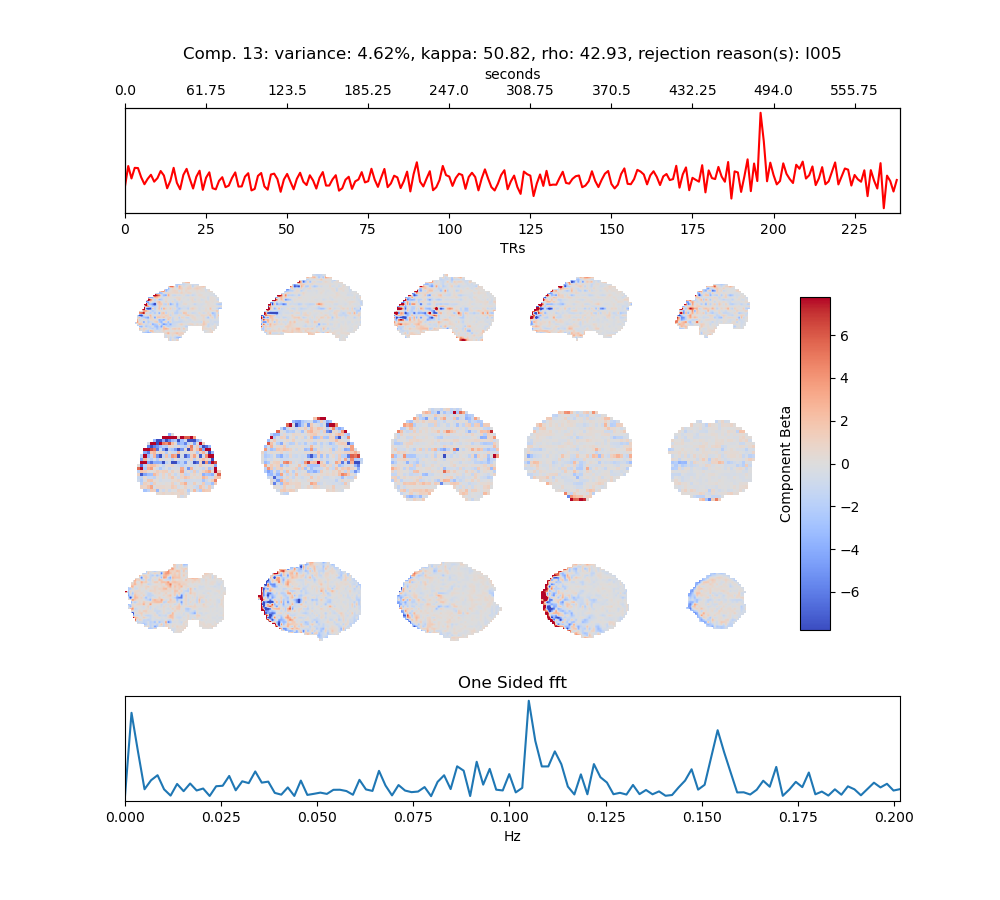 Comp. 13: variance: 4.62%, kappa: 50.82, rho: 42.93, rejection reason(s): I005
seconds
0.0 61.75 123.5 185.25 247.0 308.75 370.5 432.25 494.0 555.75
0 25 50 75 100 125 150 175 200 225
TRs
6
4
2
0
−2
−4
−6
Component Beta
One Sided fft
0.000 0.025 0.050 0.075 0.100 0.125 0.150 0.175 0.200
Hz